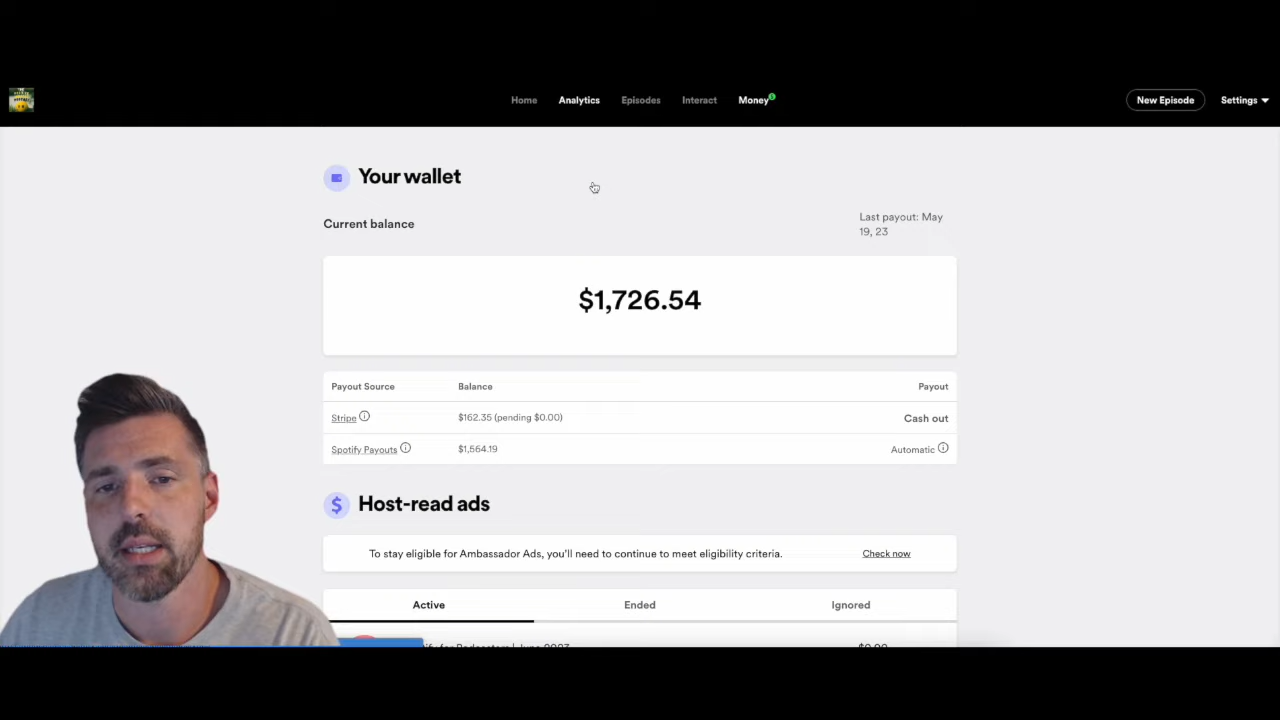 Home Analytics Episodes Interact Money
New Episode Settings
Your wallet
Current balance
Last payout: May
19, 23
$1,726.54
Payout Source Balance Payout
Stripe $162.35 (pending $0.00) Cash out
Spotify Payouts $1,564.19 Automatic
Host-read ads
To stay eligible for Ambassador Ads, you'll need to continue to meet eligibility criteria. Check now
Active Ended Ignored